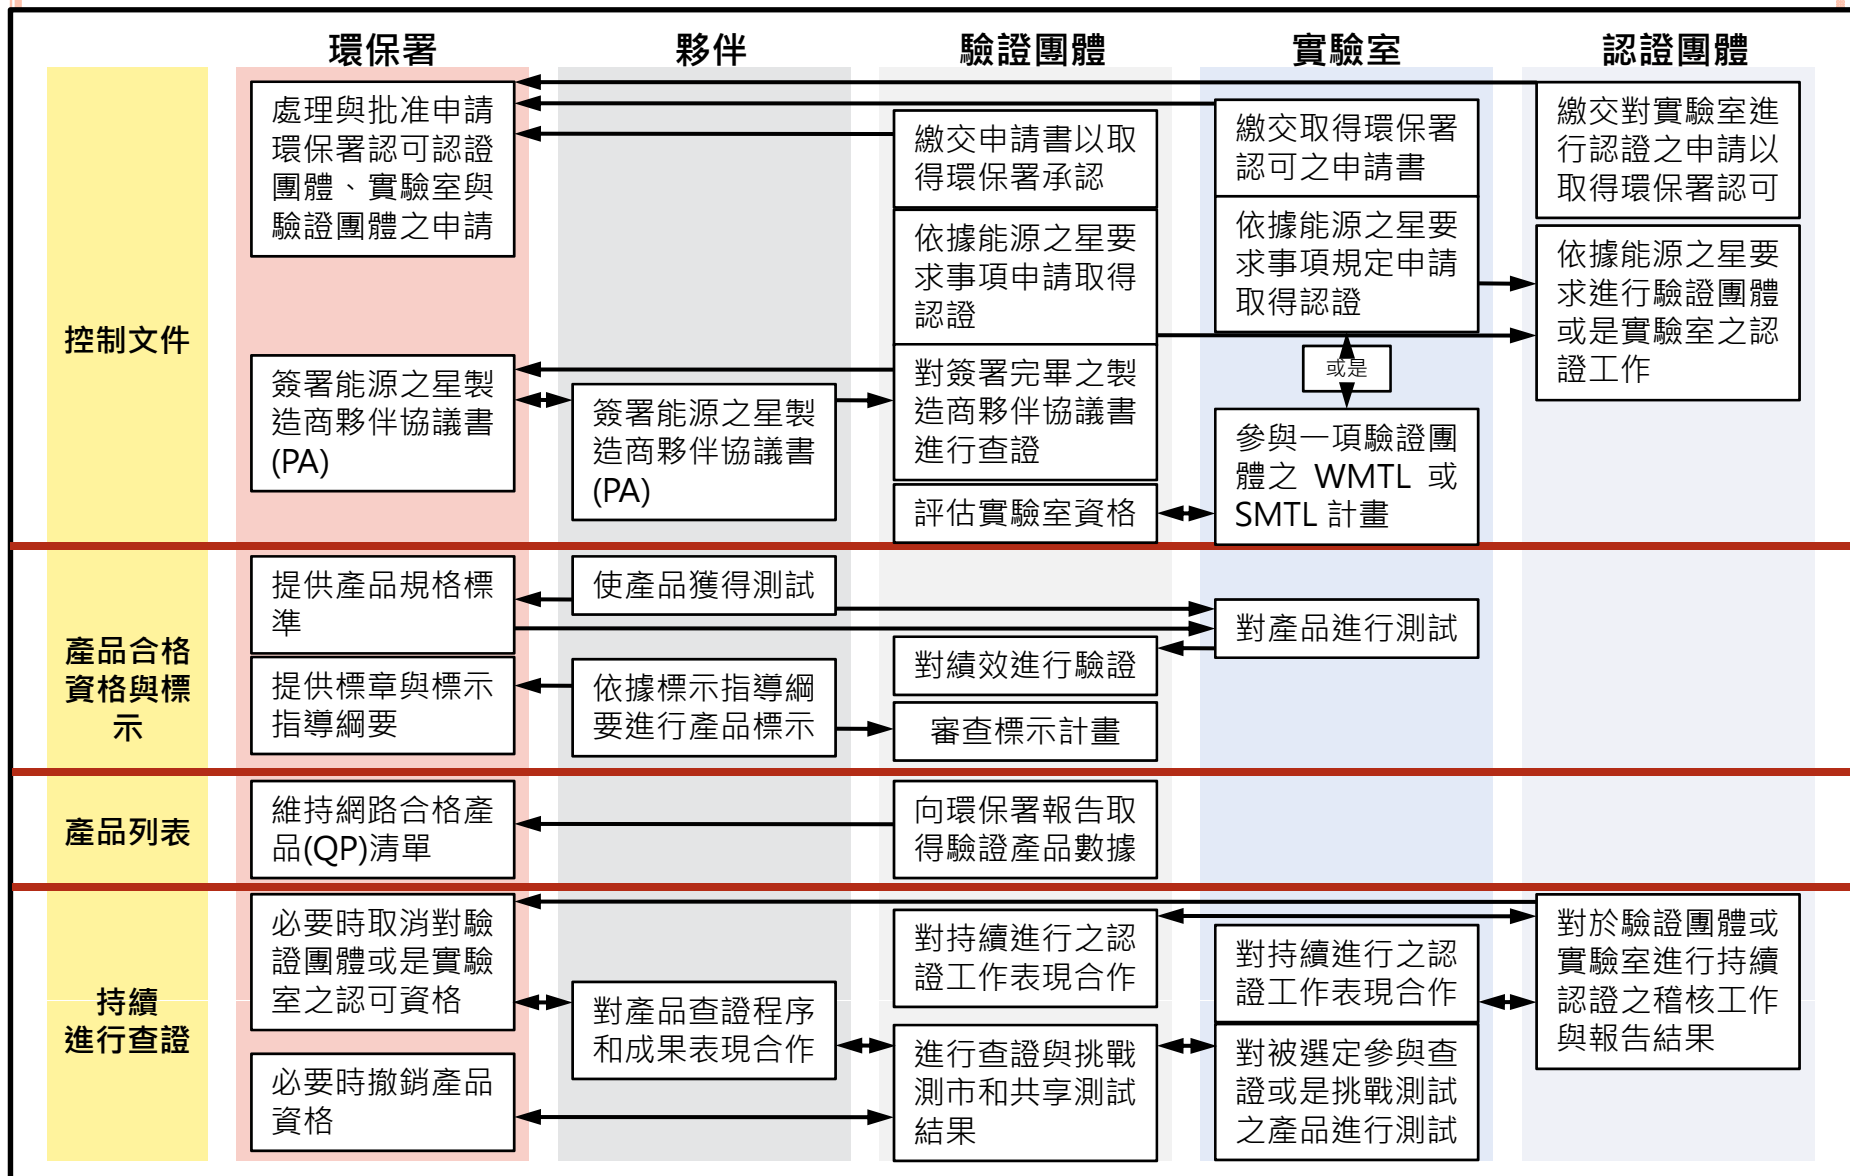 環保署
夥伴
驗證團體
實驗室
認證團體
控制文件
處理與批准申請
環保署認可認證
團體、實驗室與
驗證團體之申請
繳交申請書以取
得環保署承認
繳交取得環保署
認可之申請書
繳交對實驗室進
行認證之申請以
取得環保署認可
依據能源之星要
求事項申請取得
認證
依據能源之星要
求事項規定申請
取得認證
依據能源之星要
求進行驗證團體
或是實驗室之認
證工作
簽署能源之星製
造商夥伴協議書
(PA)
簽署能源之星製
造商夥伴協議書
(PA)
對簽署完畢之製
造商夥伴協議書
進行查證
或是
參與一項驗證團
體之 WMTL 或
SMTL 計畫
評估實驗室資格
產品合格
資格與標
示
提供產品規格標
準
使產品獲得測試
對產品進行測試
對績效進行驗證
提供標章與標示
指導綱要
依據標示指導綱
要進行產品標示
審查標示計畫
產品列表
維持網路合格產
品(QP)清單
向環保署報告取
得驗證產品數據
持續
進行查證
必要時取消對驗
證團體或是實驗
室之認可資格
對產品查證程序
和成果表現合作
對持續進行之認
證工作表現合作
對持續進行之認
證工作表現合作
對於驗證團體或
實驗室進行持續
認證之稽核工作
與報告結果
必要時撤銷產品
資格
進行查證與挑戰
測市和共享測試
結果
對被選定參與查
證或是挑戰測試
之產品進行測試